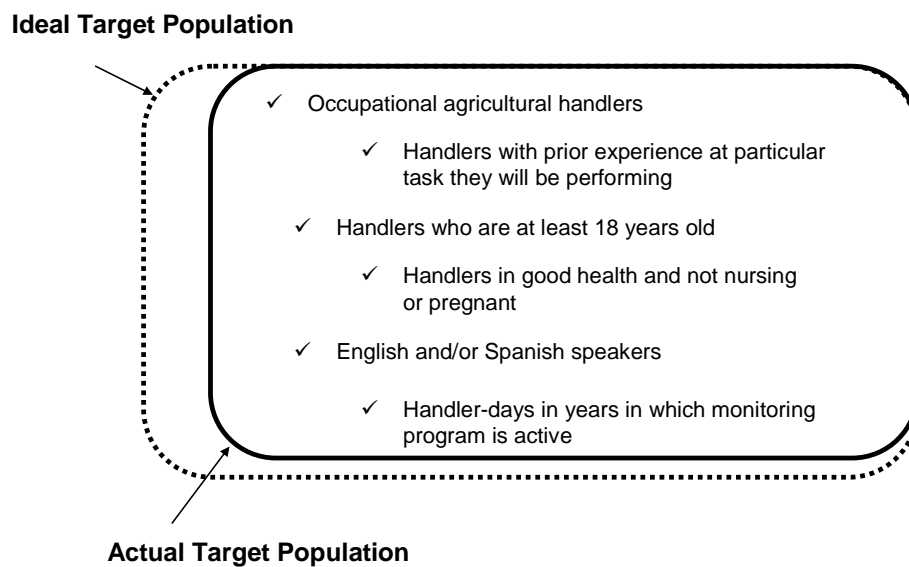 Ideal Target Population
✓ Occupational agricultural handlers
✓ Handlers with prior experience at particular
task they will be performing
✓ Handlers who are at least 18 years old
✓ Handlers in good health and not nursing
or pregnant
✓ English and/or Spanish speakers
✓ Handler-days in years in which monitoring
program is active
Actual Target Population